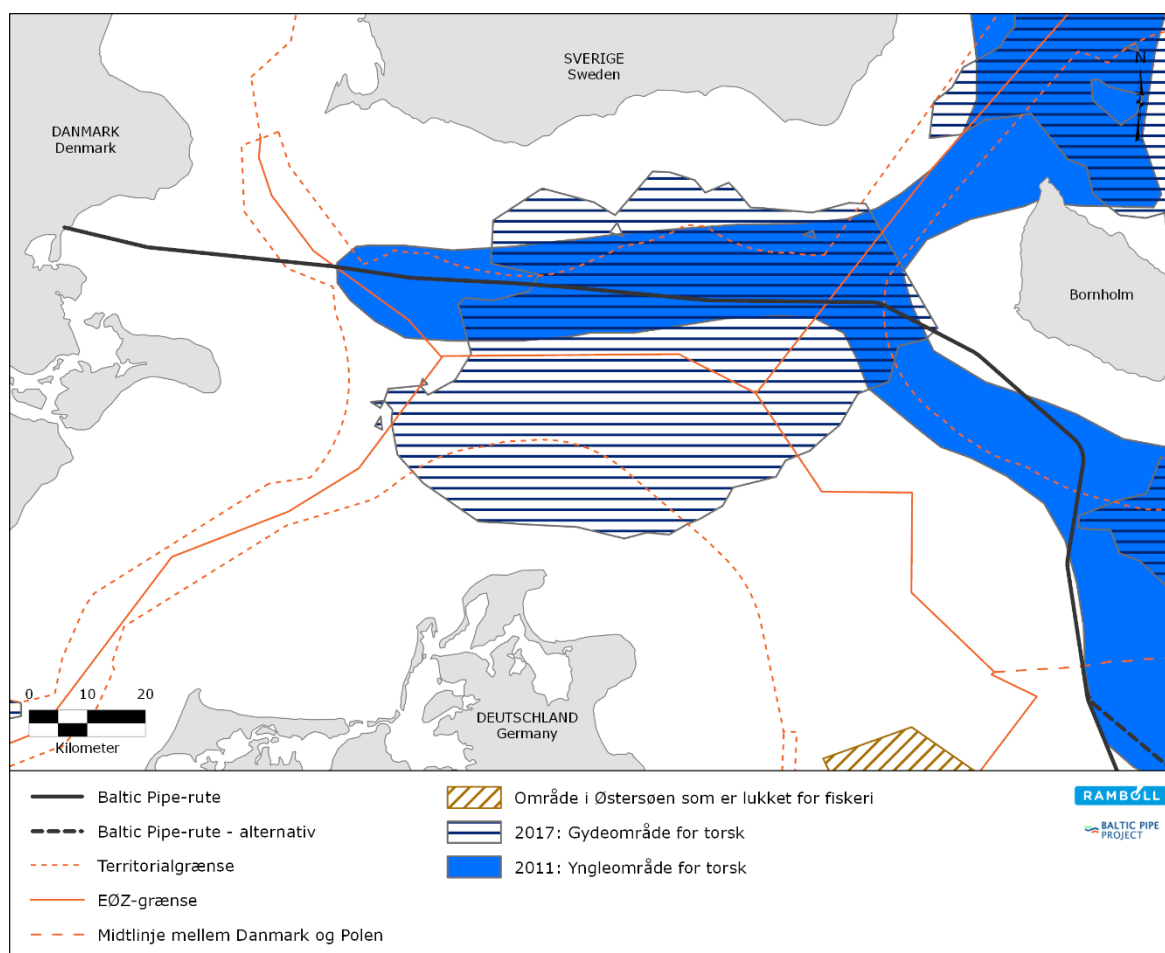 SVERIGE
Sweden
N
DANMARK
Denmark
Bornholm
0 10 20
Kilometer
DEUTSCHLAND
Germany
Baltic Pipe-rute
Baltic Pipe-rute - alternativ
Territorialgrænse
EØZ-grænse
Midtlinje mellem Danmark og Polen
Område i Østersøen som er lukket for fiskeri
2017: Gydeområde for torsk
2011: Yngleområde for torsk
RAMBOLL
BALTIC PIPE
PROJECT